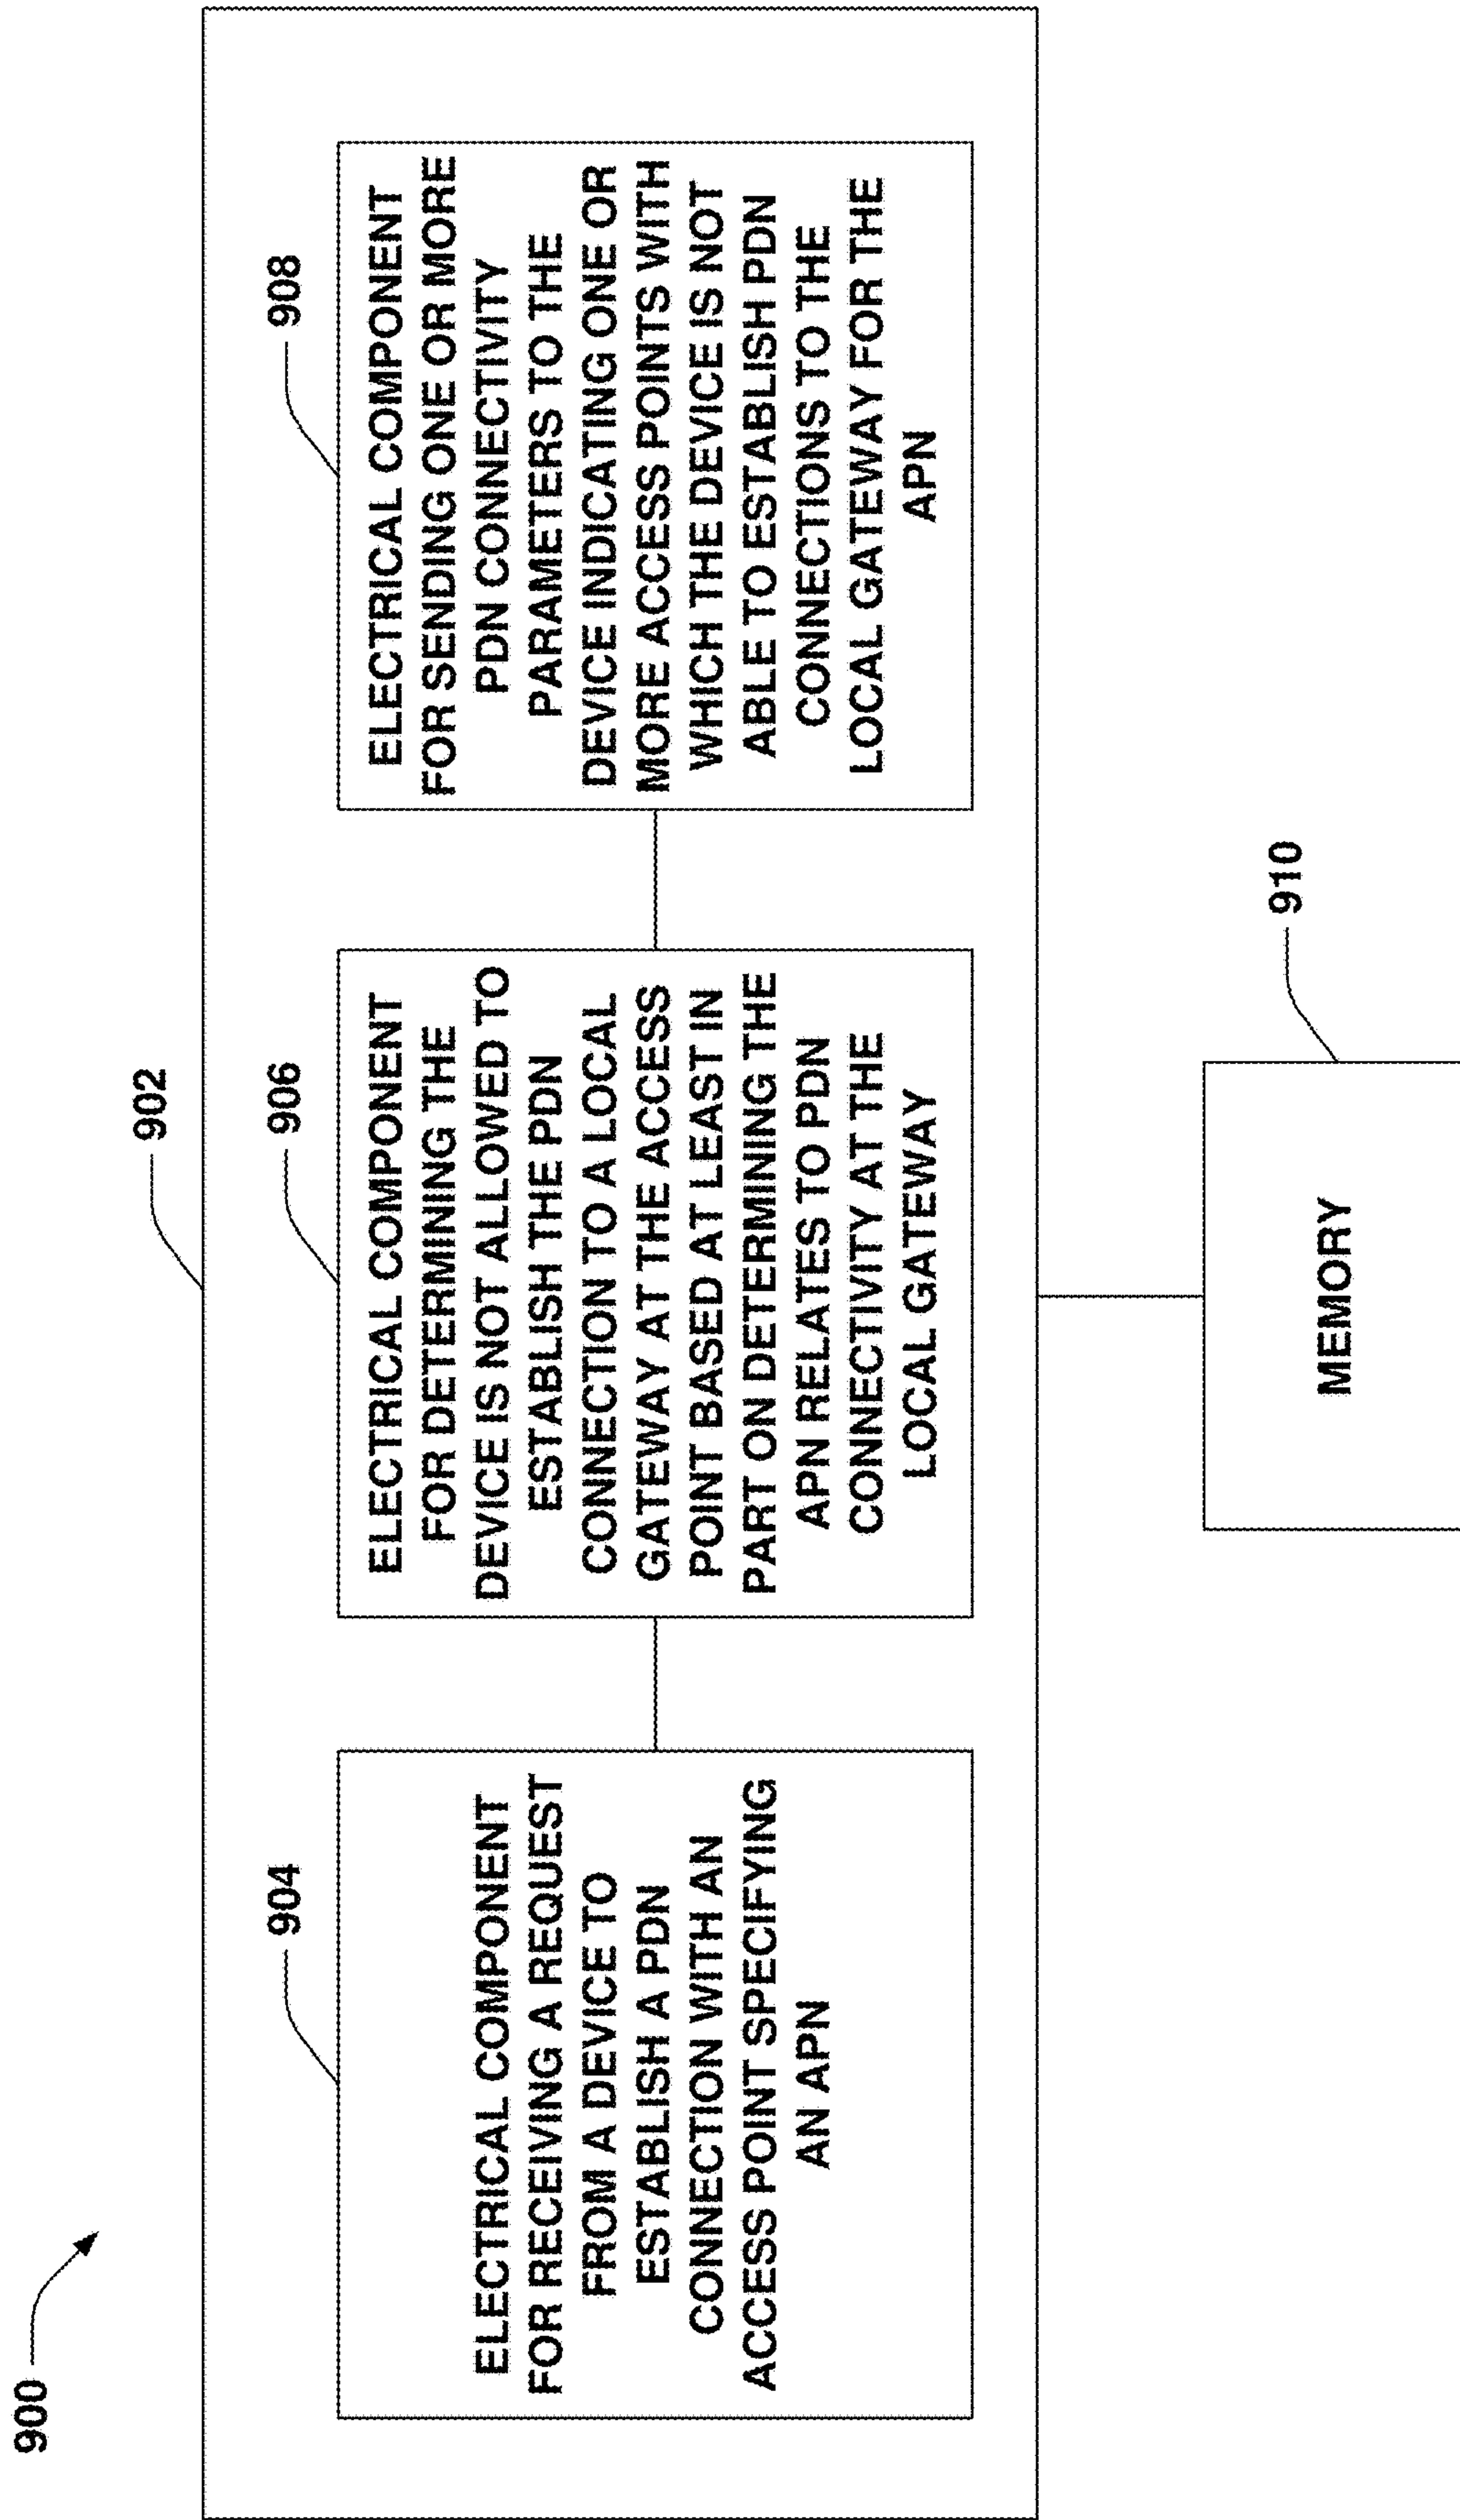 900
902
904
ELECTRICAL COMPONENT
FOR RECEIVING A REQUEST
FROM A DEVICE TO
ESTABLISH A PDN
CONNECTION WITH AN
ACCESS POINT SPECIFYING
AN APN
906
ELECTRICAL COMPONENT
FOR DETERMINING THE
DEVICE IS NOT ALLOWED TO
ESTABLISH THE PDN
CONNECTION TO A LOCAL
GATEWAY AT THE ACCESS
POINT BASED AT LEAST IN
PART ON DETERMINING THE
APN RELATES TO PDN
CONNECTIVITY AT THE
LOCAL GATEWAY
908
ELECTRICAL COMPONENT
FOR SENDING ONE OR MORE
PDN CONNECTIVITY
PARAMETERS TO THE
DEVICE INDICATING ONE OR
MORE ACCESS POINTS WITH
WHICH THE DEVICE IS NOT
ABLE TO ESTABLISH PDN
CONNECTIONS TO THE
LOCAL GATEWAY FOR THE
APN
910
MEMORY